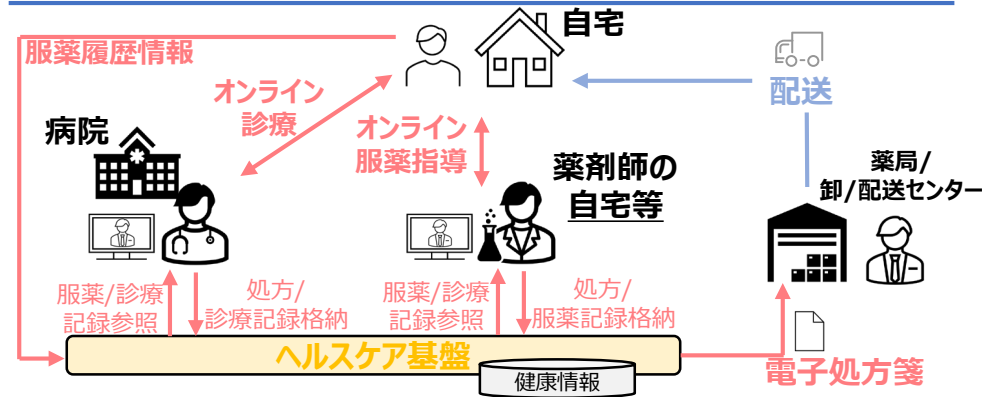 服薬履歴情報
自宅
オンライン
診療
オンライン
服薬指導
配送
病院
薬剤師の
自宅等
薬局/
卸/配送センター
服薬/診療
記録参照
処方/
診療記録格納
服薬/診療
記録参照
処方/
服薬記録格納
ヘルスケア基盤
健康情報
電子処方箋